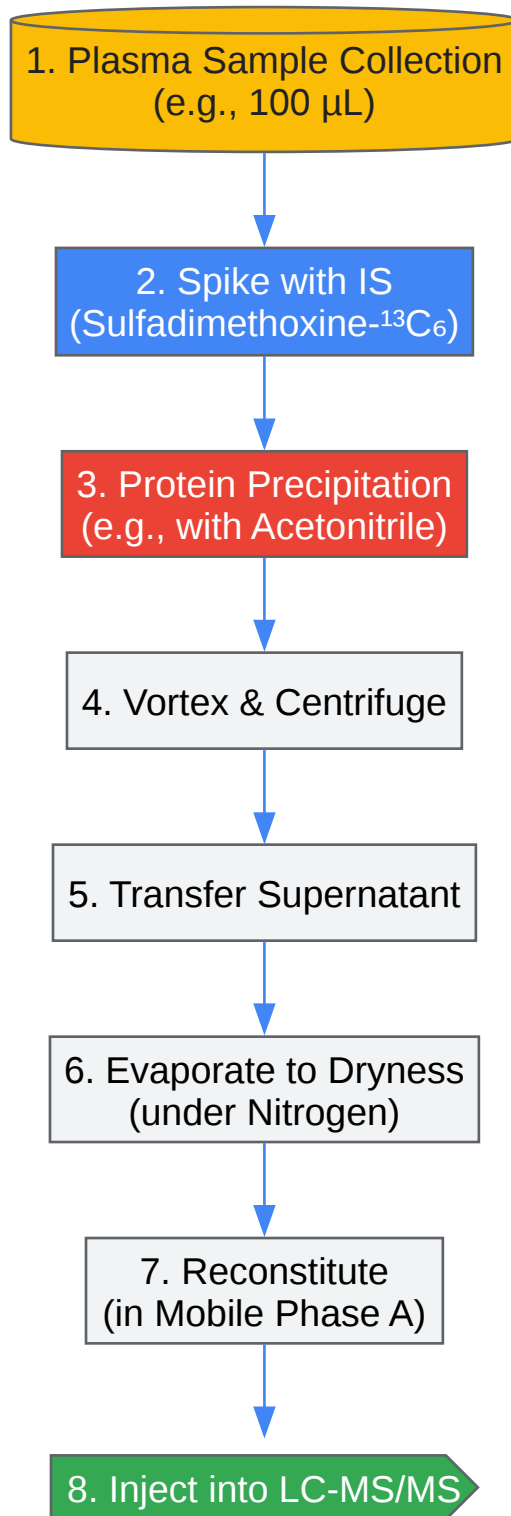 1. Plasma Sample Collection
(e.g., 100 µL)
2. Spike with IS
(Sulfadimethoxine-¹³C₆)
3. Protein Precipitation
(e.g., with Acetonitrile)
4. Vortex & Centrifuge
5. Transfer Supernatant
6. Evaporate to Dryness
(under Nitrogen)
7. Reconstitute
(in Mobile Phase A)
8. Inject into LC-MS/MS